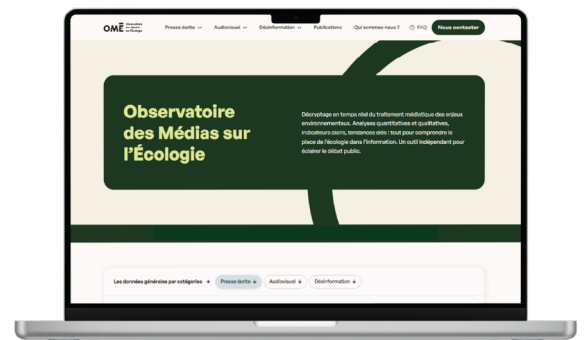 OMÉ Observatoire des Médias sur l'Écologie
Presse écrite
Audiovisuel
Désinformation
Publications
Qui sommes-nous ?
FAQ
Nous contacter
Observatoire
des Médias sur
l'Écologie
Décryptage en temps réel du traitement médiatique des enjeux
environnementaux. Analyses quantitatives et qualitatives,
indicateurs clairs, tendances clés : tout pour comprendre la
place de l'écologie dans l'information. Un outil indépendant pour
éclairer le débat public.
Les données générales par catégories → Presse écrite ↓ Audiovisuel ↓ Désinformation ↓